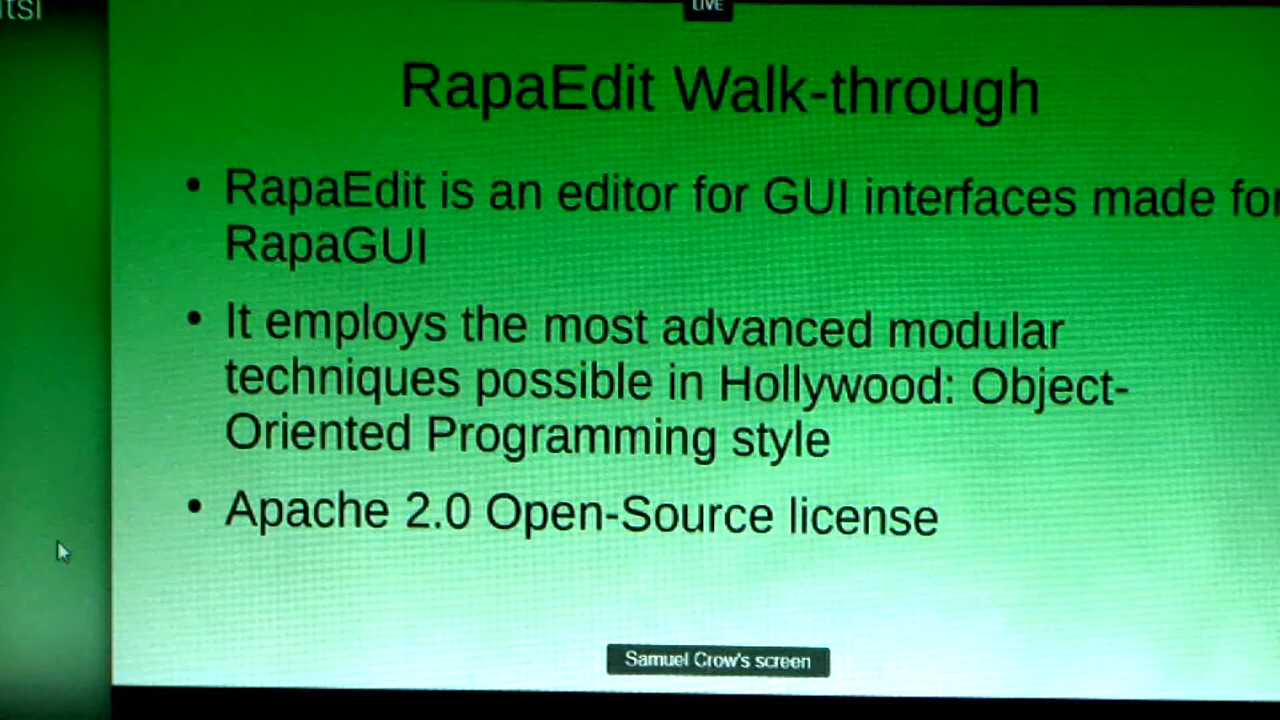 LIVE
RapaEdit Walk-through
• RapaEdit is an editor for GUI interfaces made for
RapaGUI
• It employs the most advanced modular
techniques possible in Hollywood: Object-
Oriented Programming style
• Apache 2.0 Open-Source license
Samuel Crow's screen